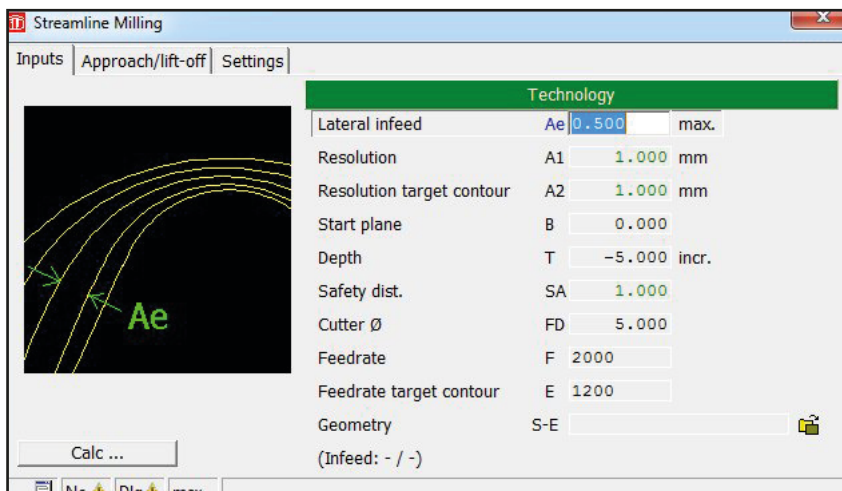 Streamline Milling
Inputs Approach/lift-off Settings
Technology
Lateral infeed Ae 0.500 max.
Resolution A1 1.000 mm
Resolution target contour A2 1.000 mm
Start plane B 0.000
Depth T -5.000 incr.
Safety dist. SA 1.000
Cutter Ø FD 5.000
Feedrate F 2000
Feedrate target contour E 1200
Geometry S-E
(Infeed: - / -)
Ae
Calc ...